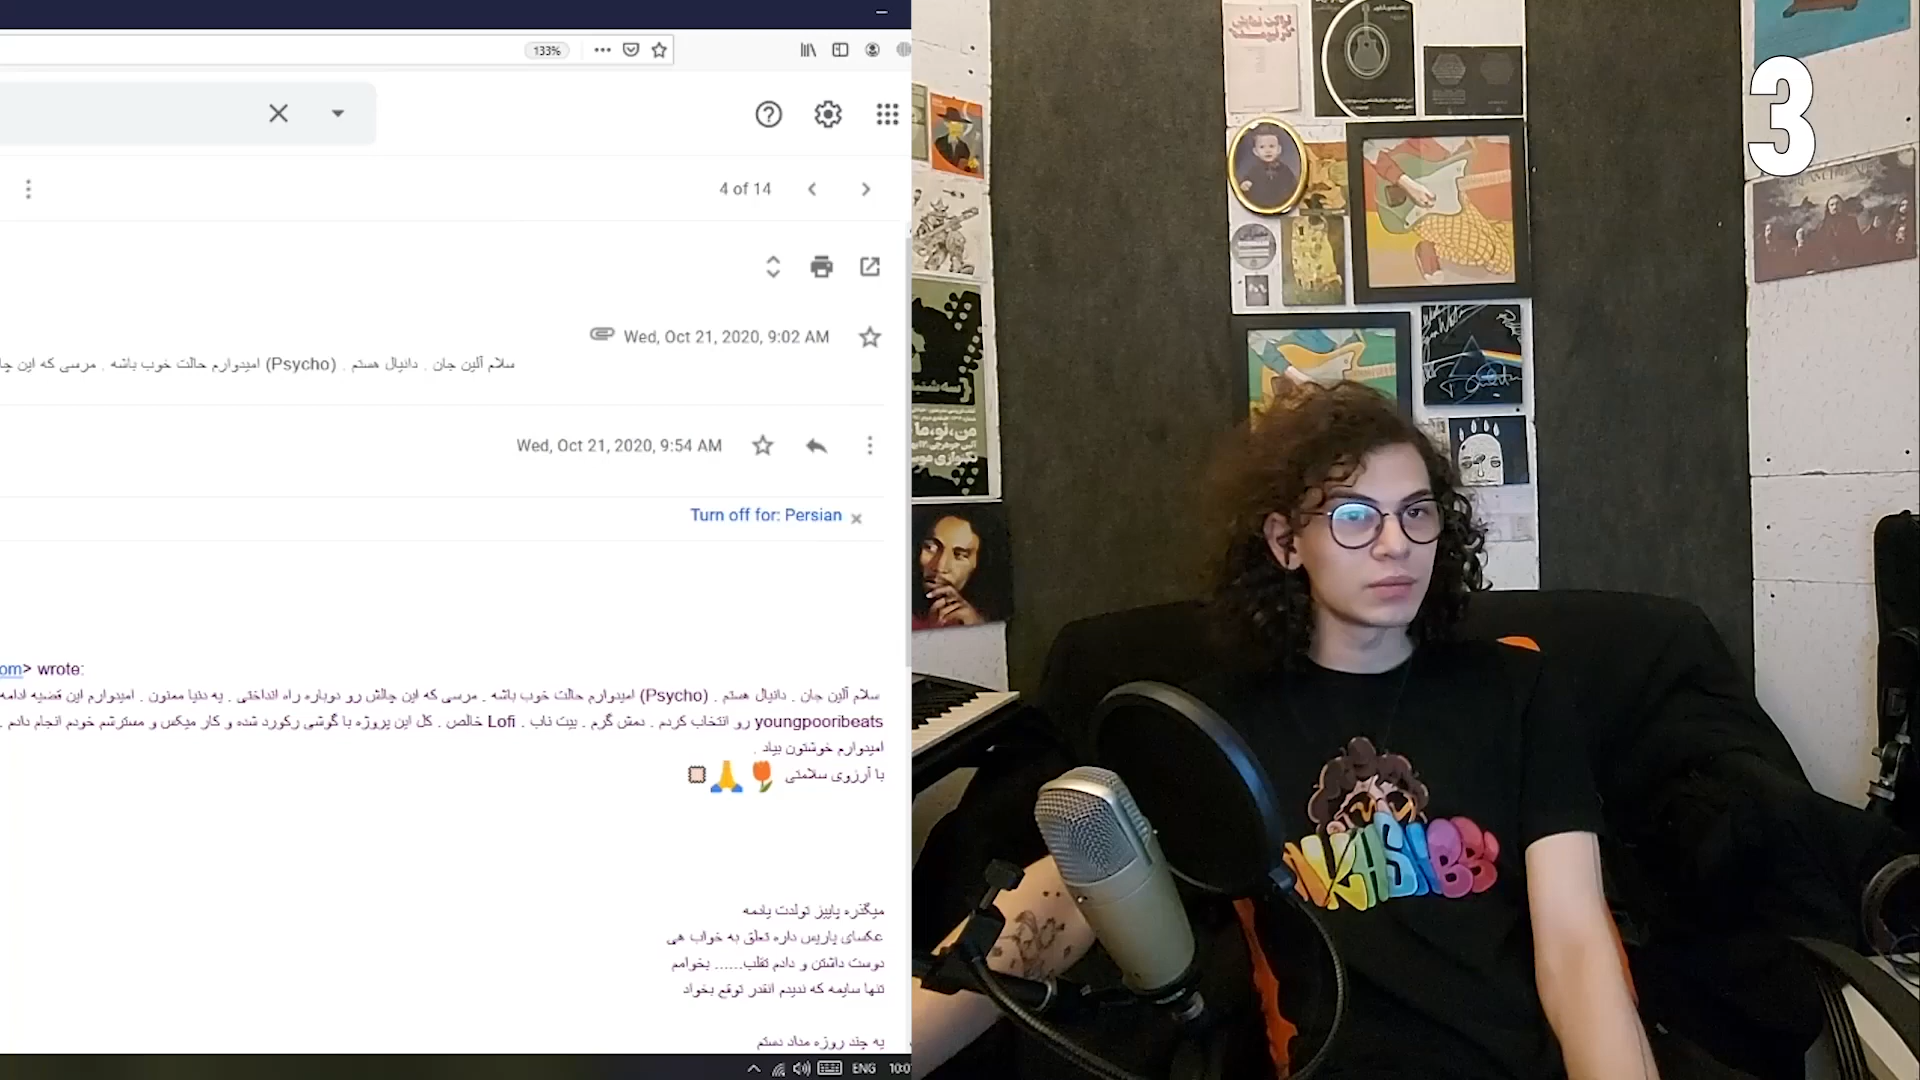 133%
4 of 14
Wed, Oct 21, 2020, 9:02 AM
سلام آلین جان . دانیال هستم . (Psycho) امیدوارم حالت خوب باشه . مرسی که این
Wed, Oct 21, 2020, 9:54 AM
Turn off for: Persian
om> wrote:
سلام آلین جان . دانیال هستم . (Psycho) امیدوارم حالت خوب باشه . مرسی که این چالش رو دوباره راه انداختی . یه دنیا ممنون . امیدوارم این قضیه ادامه
youngpooribeats رو انتخاب کردم . دمش گرم . بیت ناب . Lofi خالص . کل این پروژه با گوشی رکورد شده و کار میکس و مسترشم خودم انجام دادم .
امیدوارم خوشتون بیاد .
با آرزوی سلامتی
میگذره پاییز تولدت یادمه
عکسای پاریس داره تعلق به خواب هی
دوست داشتن و دادم تقلب...... بخوامم
تنها سایمه که ندیدم انقدر توقع بخواد
یه چند روزه مداد دستم
ENG
3
سه شنبه
من،تو،ما